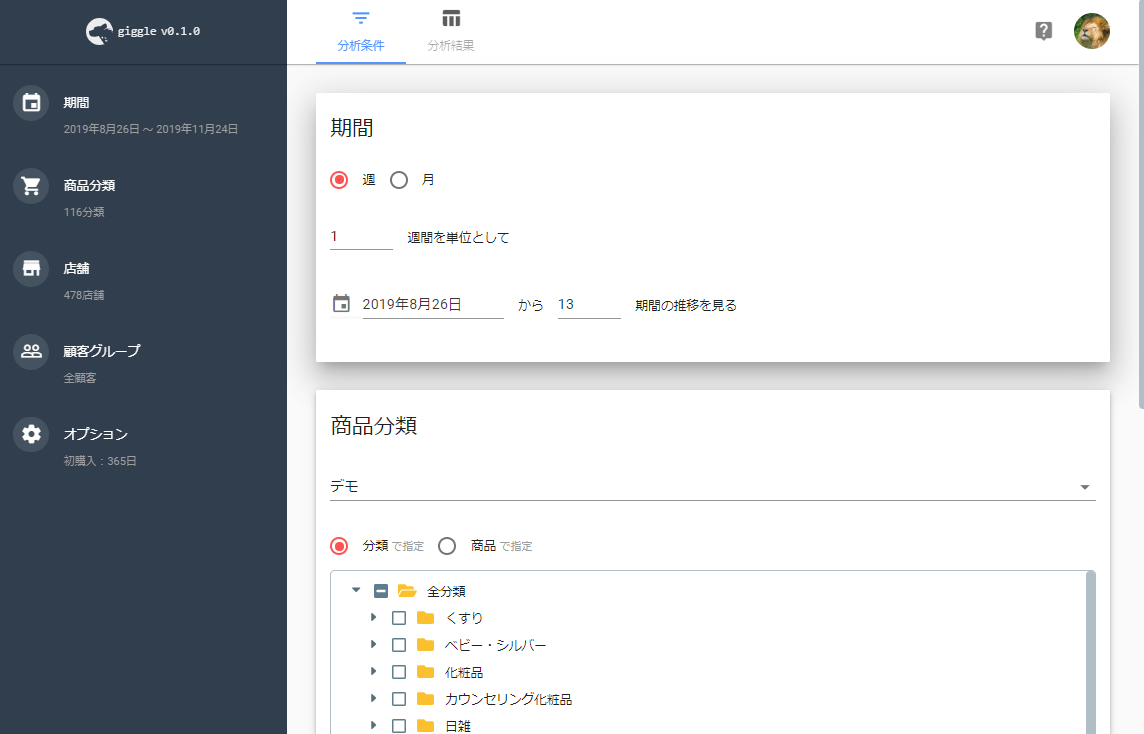 giggle v0.1.0
分析条件
分析結果
期間
2019年8月26日 ～ 2019年11月24日
商品分類
116分類
店舗
478店舗
顧客グループ
全顧客
オプション
初購入：365日
期間
週 月
1 週間を単位として
2019年8月26日 から 13 期間の推移を見る
商品分類
デモ
分類 で指定 商品 で指定
全分類
くすり
ベビー・シルバー
化粧品
カウンセリング化粧品
日雑